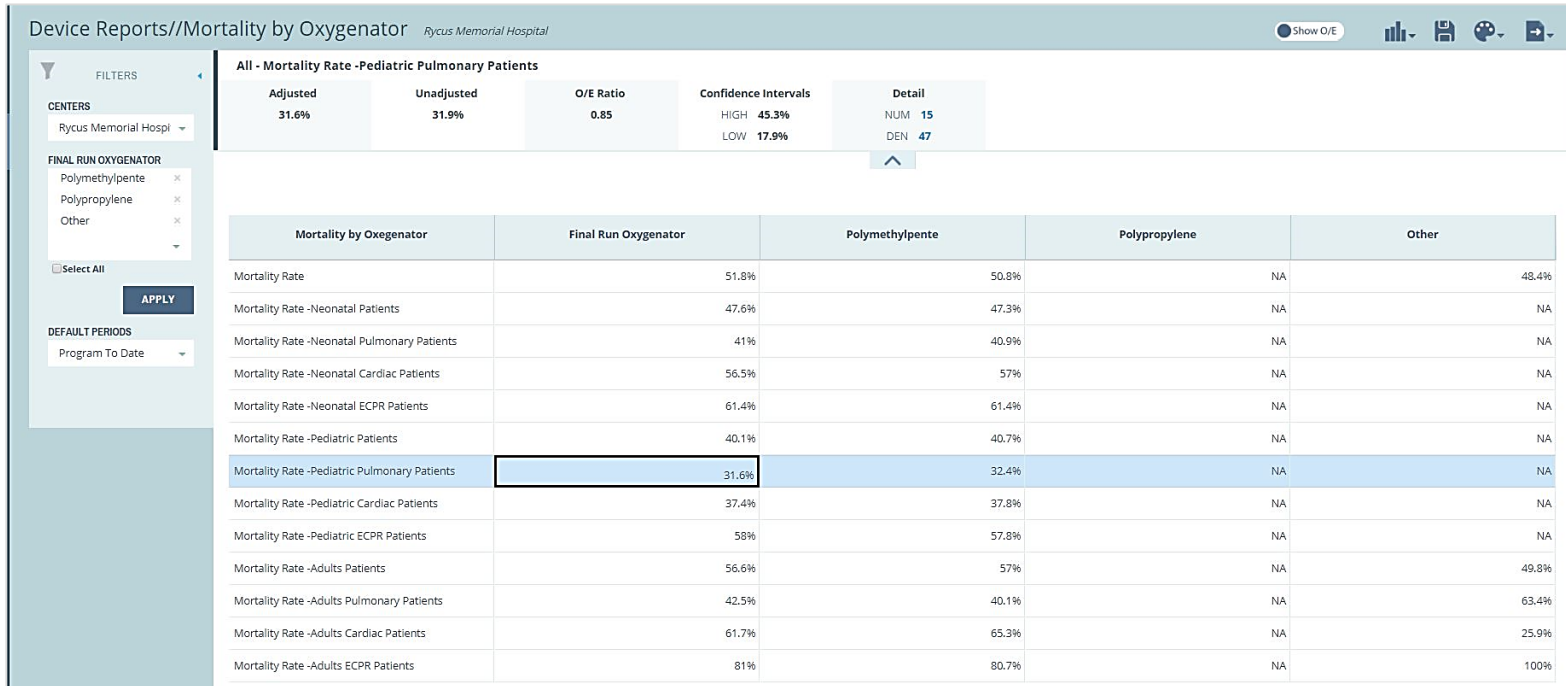 Device Reports//Mortality by Oxygenator Rycus Memorial Hospital
Show O/E
FILTERS
CENTERS
Rycus Memorial Hospi
FINAL RUN OXYGENATOR
Polymethylpente ×
Polypropylene ×
Other ×
Select All
APPLY
DEFAULT PERIODS
Program To Date
All - Mortality Rate -Pediatric Pulmonary Patients
Adjusted Unadjusted O/E Ratio Confidence Intervals Detail
31.6% 31.9% 0.85 HIGH 45.3% NUM 15
LOW 17.9% DEN 47
Mortality by Oxegenator Final Run Oxygenator Polymethylpente Polypropylene Other
Mortality Rate 51.8% 50.8% NA 48.4%
Mortality Rate -Neonatal Patients 47.6% 47.3% NA NA
Mortality Rate -Neonatal Pulmonary Patients 41% 40.9% NA NA
Mortality Rate -Neonatal Cardiac Patients 56.5% 57% NA NA
Mortality Rate -Neonatal ECPR Patients 61.4% 61.4% NA NA
Mortality Rate -Pediatric Patients 40.1% 40.7% NA NA
Mortality Rate -Pediatric Pulmonary Patients 31.6% 32.4% NA NA
Mortality Rate -Pediatric Cardiac Patients 37.4% 37.8% NA NA
Mortality Rate -Pediatric ECPR Patients 58% 57.8% NA NA
Mortality Rate -Adults Patients 56.6% 57% NA 49.8%
Mortality Rate -Adults Pulmonary Patients 42.5% 40.1% NA 63.4%
Mortality Rate -Adults Cardiac Patients 61.7% 65.3% NA 25.9%
Mortality Rate -Adults ECPR Patients 81% 80.7% NA 100%